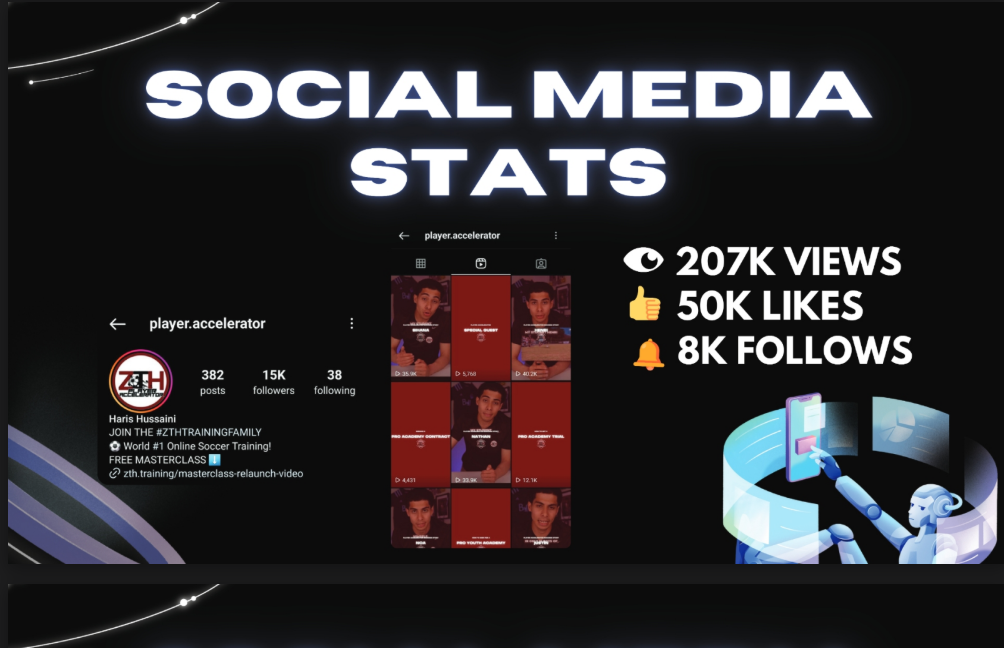 SOCIAL MEDIA
STATS
player.accelerator
382 15K 38
posts followers following
Haris Hussaini
JOIN THE #ZTHTRAININGFAMILY
⚽ World #1 Online Soccer Training!
FREE MASTERCLASS ⬇️
zth.training/masterclass-relaunch-video
ZTH
player.accelerator
SPECIAL GUEST
35.9K
5,768
40.2K
PRO ACADEMY CONTRACT
NATHAN
PRO ACADEMY TRIAL
4,431
33.9K
12.1K
PRO YOUTH ACADEMY
207K VIEWS
50K LIKES
8K FOLLOWS